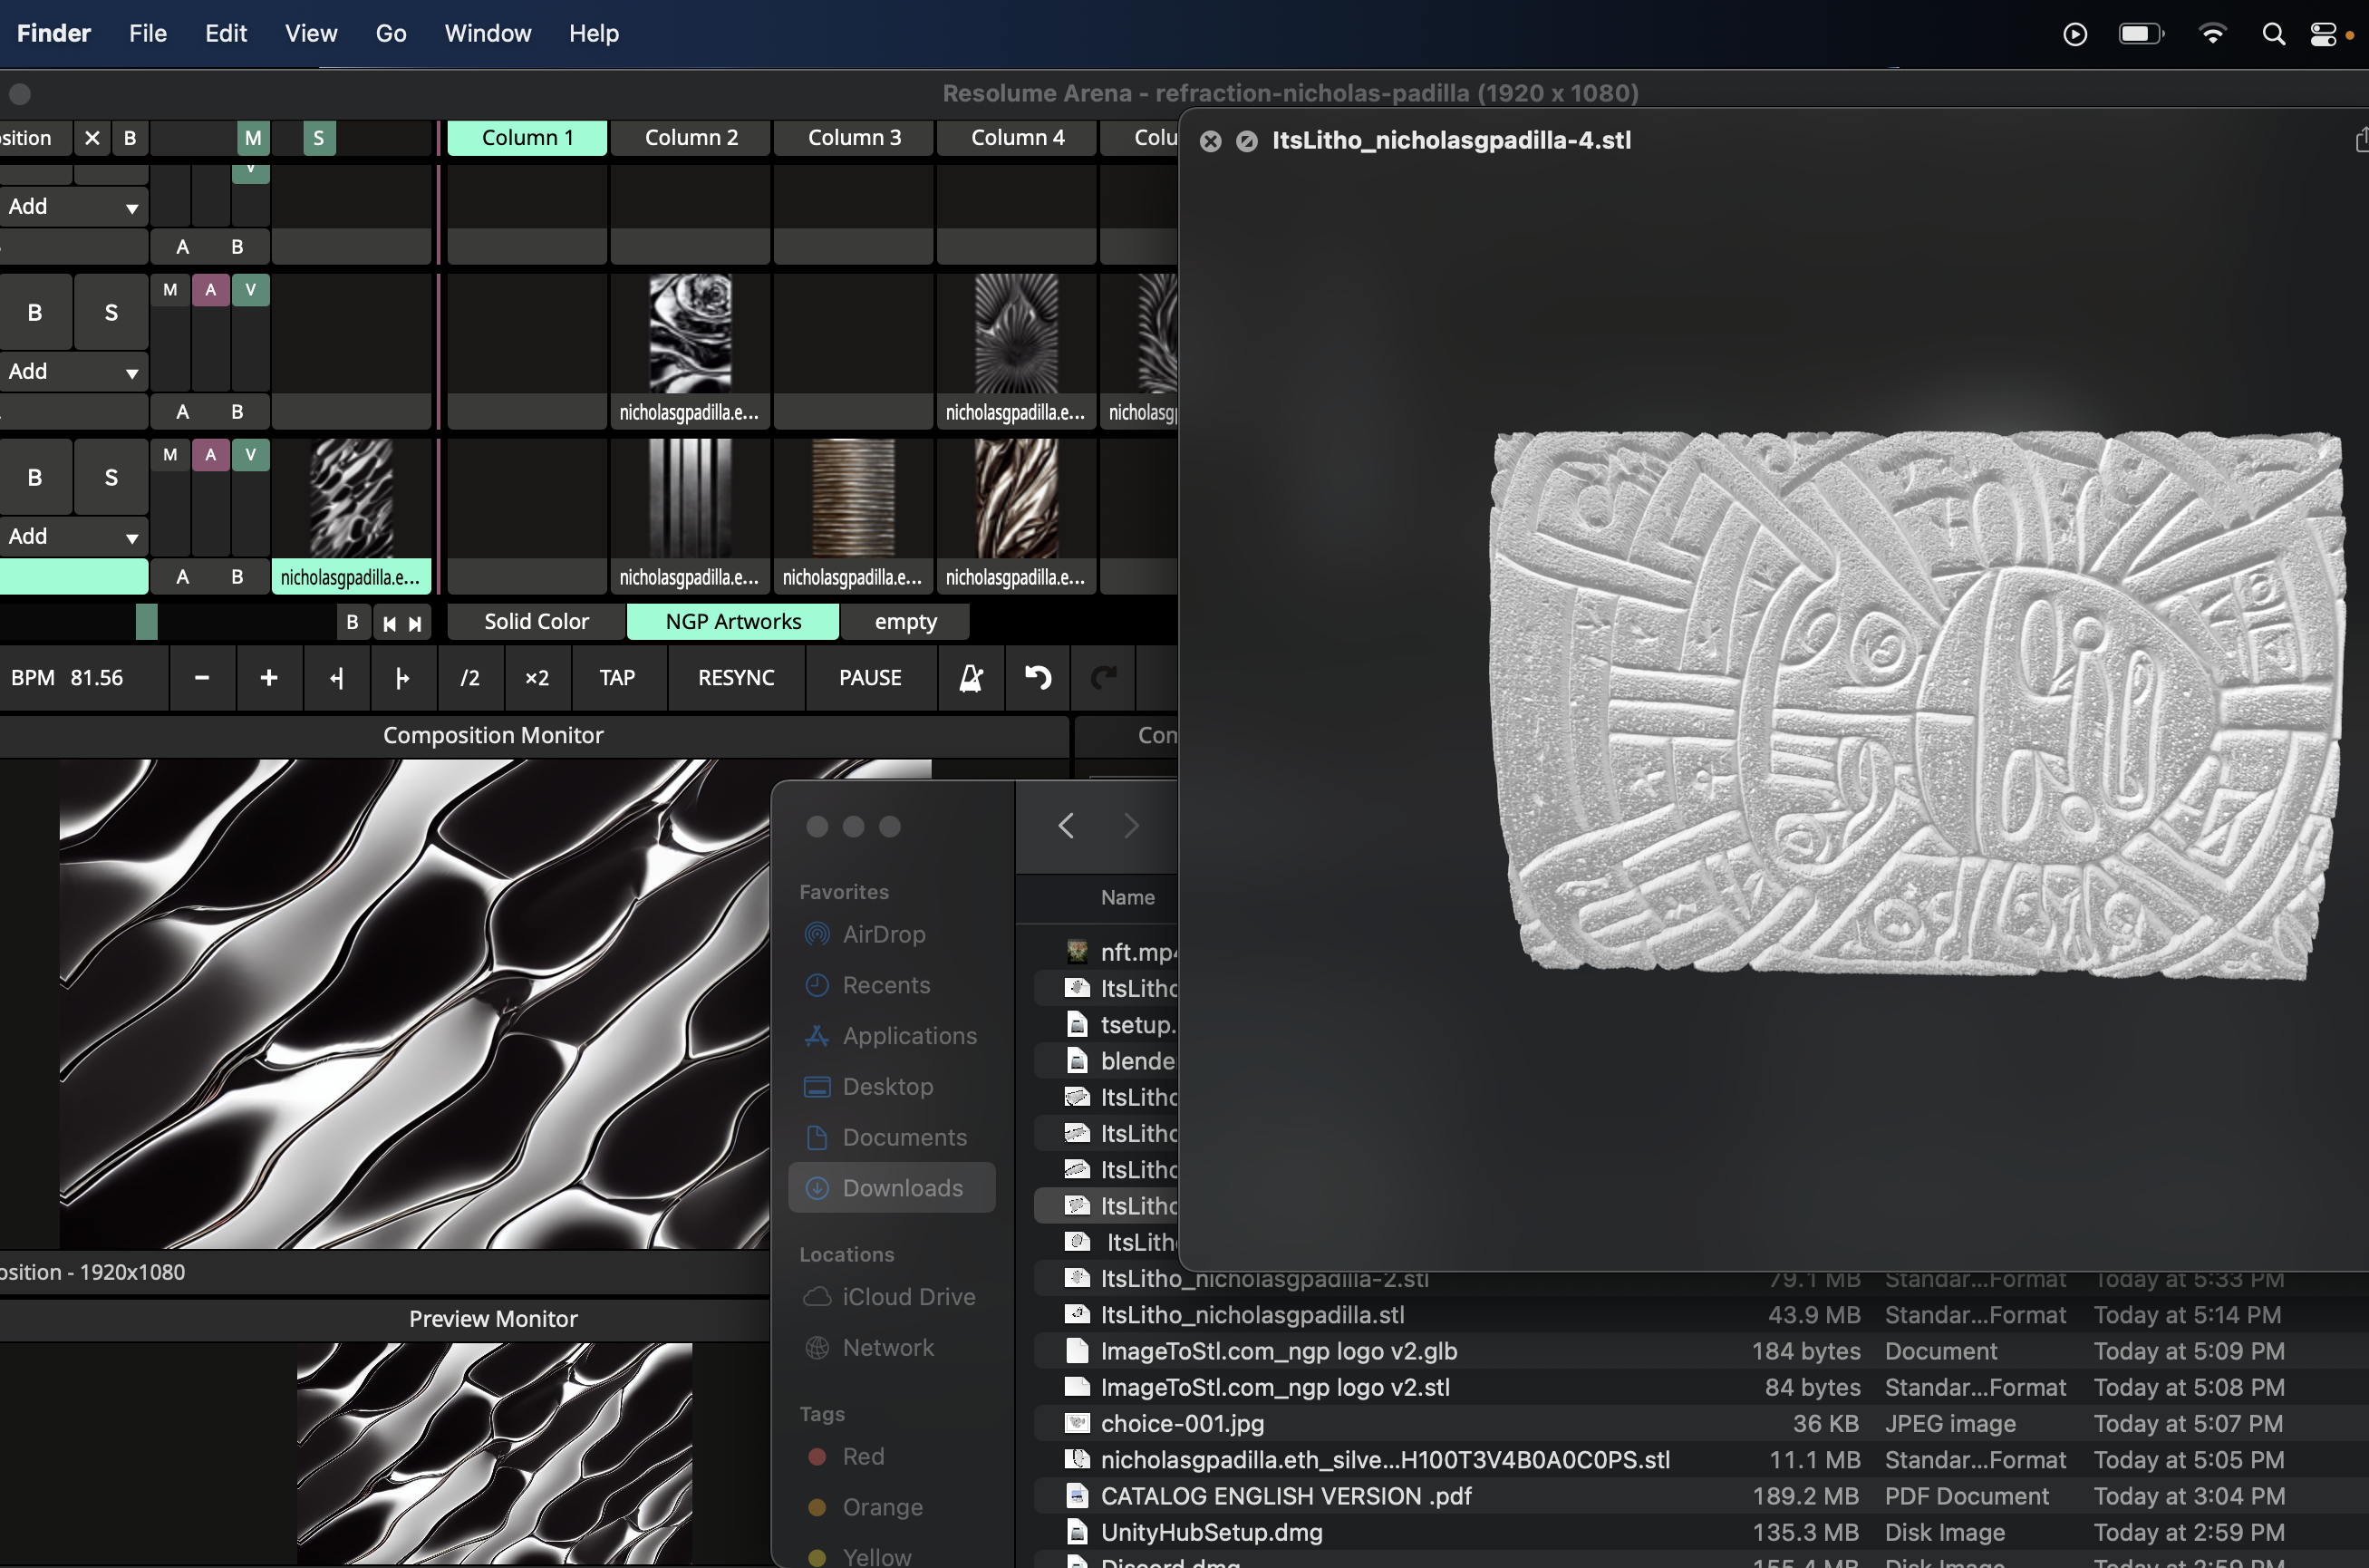 Finder File Edit View Go Window Help
Resolume Arena - refraction-nicholas-padilla (1920 x 1080)
osition X B M S Column 1 Column 2 Column 3 Column 4 Colu
ItsLitho_nicholasgpadilla-4.stl
V
Add
A B
B S M A V
Add
A B nicholasgpadilla.e... nicholasgpadilla.e... nicholasg
B S M A V
Add
A B nicholasgpadilla.e... nicholasgpadilla.e... nicholasgpadilla.e... nicholasgpadilla.e...
B Solid Color NGP Artworks empty
BPM 81.56 - + /2 ×2 TAP RESYNC PAUSE
Composition Monitor Com
osition - 1920x1080
Preview Monitor
Favorites
AirDrop
Recents
Applications
Desktop
Documents
Downloads
Locations
iCloud Drive
Network
Tags
Red
Orange
Yellow
Name
nft.mp4
ItsLitho
tsetup.
blende
ItsLitho
ItsLitho
ItsLitho
ItsLitho
ItsLith
ItsLitho_nicholasgpadilla-2.stl 79.1 MB Standar...Format Today at 5:33 PM
ItsLitho_nicholasgpadilla.stl 43.9 MB Standar...Format Today at 5:14 PM
ImageToStl.com_ngp logo v2.glb 184 bytes Document Today at 5:09 PM
ImageToStl.com_ngp logo v2.stl 84 bytes Standar...Format Today at 5:08 PM
choice-001.jpg 36 KB JPEG image Today at 5:07 PM
nicholasgpadilla.eth_silve...H100T3V4B0A0C0PS.stl 11.1 MB Standar...Format Today at 5:05 PM
CATALOG ENGLISH VERSION .pdf 189.2 MB PDF Document Today at 3:04 PM
UnityHubSetup.dmg 135.3 MB Disk Image Today at 2:59 PM
Discord.dmg 155.4 MB Disk Image Today at 2:59 PM